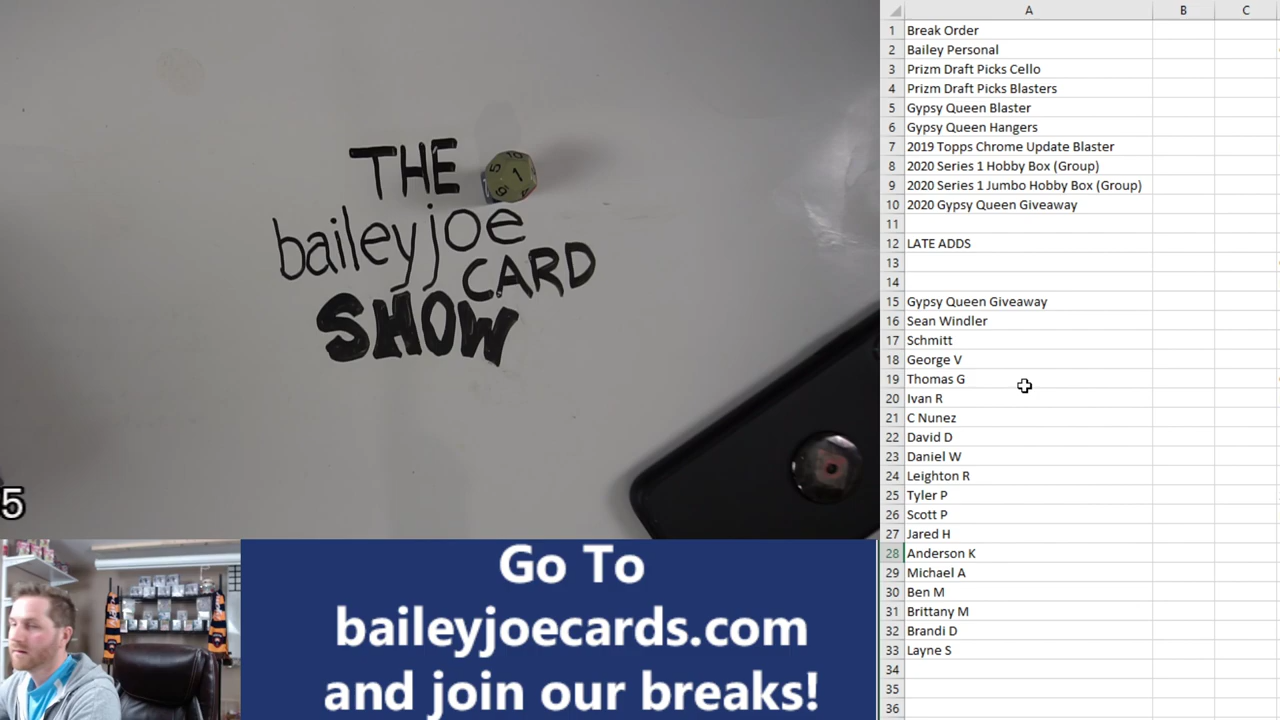 THE
baileyjoe
CARD
SHOW
10
5
1
5
Go To
baileyjoecards.com
and join our breaks!
A B C
1 Break Order
2 Bailey Personal
3 Prizm Draft Picks Cello
4 Prizm Draft Picks Blasters
5 Gypsy Queen Blaster
6 Gypsy Queen Hangers
7 2019 Topps Chrome Update Blaster
8 2020 Series 1 Hobby Box (Group)
9 2020 Series 1 Jumbo Hobby Box (Group)
10 2020 Gypsy Queen Giveaway
11
12 LATE ADDS
13
14
15 Gypsy Queen Giveaway
16 Sean Windler
17 Schmitt
18 George V
19 Thomas G
20 Ivan R
21 C Nunez
22 David D
23 Daniel W
24 Leighton R
25 Tyler P
26 Scott P
27 Jared H
28 Anderson K
29 Michael A
30 Ben M
31 Brittany M
32 Brandi D
33 Layne S
34
35
36